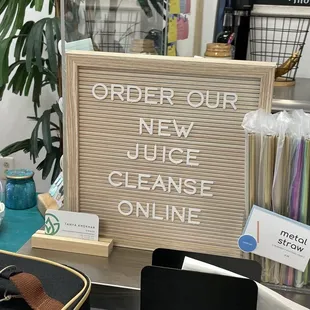 ORDER OUR
NEW
JUICE
CLEANSE
ONLINE
metal
straw